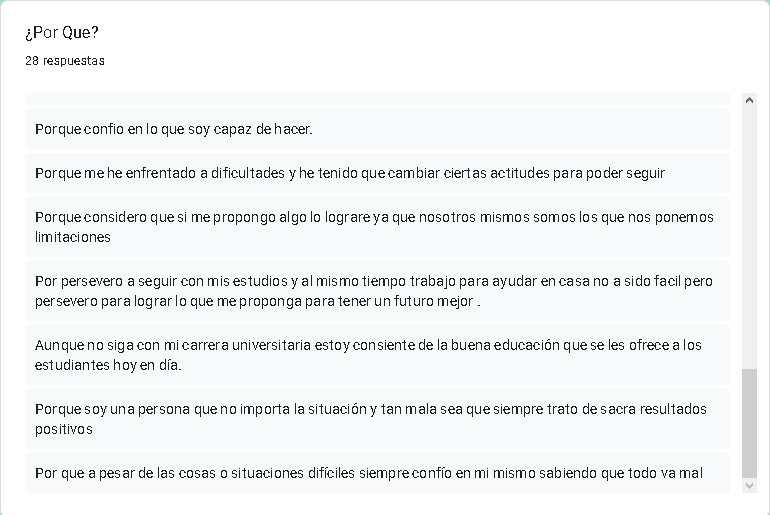 ¿Por Que?
28 respuestas
Porque confio en lo que soy capaz de hacer.
Porque me he enfrentado a dificultades y he tenido que cambiar ciertas actitudes para poder seguir
Porque considero que si me propongo algo lo lograre ya que nosotros mismos somos los que nos ponemos
limitaciones
Por persevero a seguir con mis estudios y al mismo tiempo trabajo para ayudar en casa no a sido facil pero
persevero para lograr lo que me proponga para tener un futuro mejor .
Aunque no siga con mi carrera universitaria estoy consiente de la buena educación que se les ofrece a los
estudiantes hoy en día.
Porque soy una persona que no importa la situación y tan mala sea que siempre trato de sacra resultados
positivos
Por que a pesar de las cosas o situaciones difíciles siempre confío en mi mismo sabiendo que todo va mal